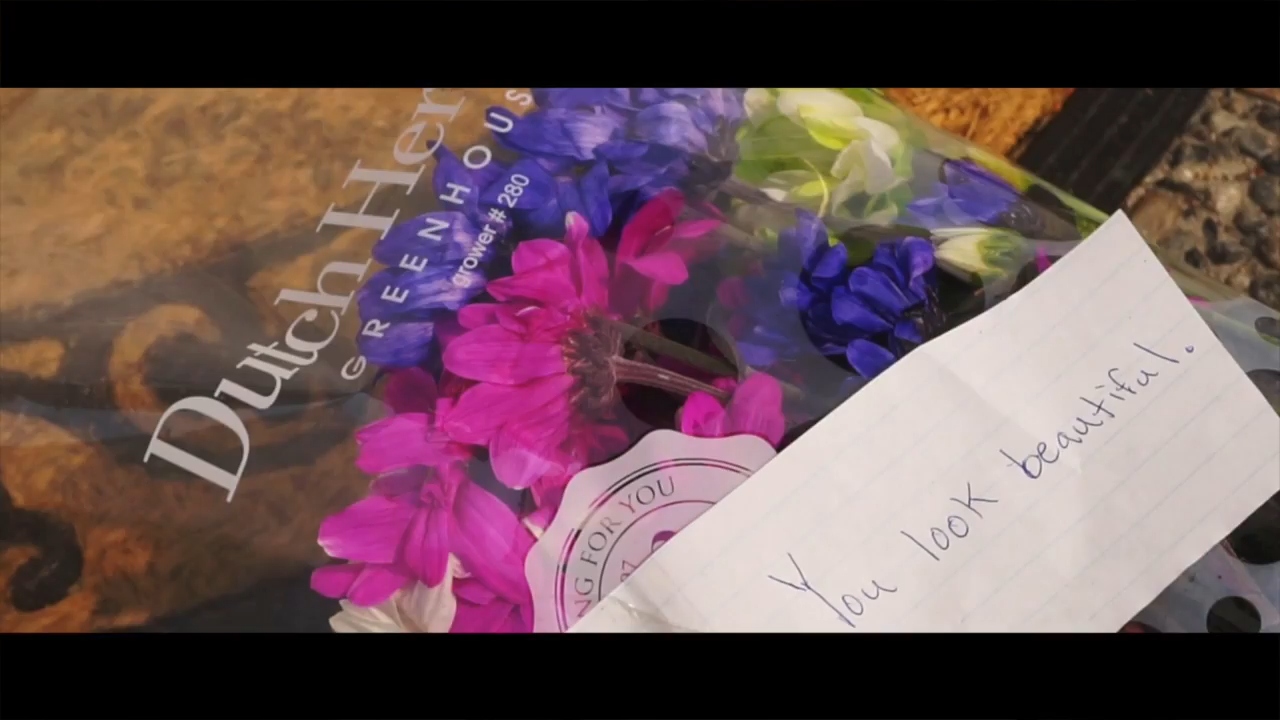 Dutch Her
GREENHOUS
grower # 280
NG FOR YOU
You look beautiful.